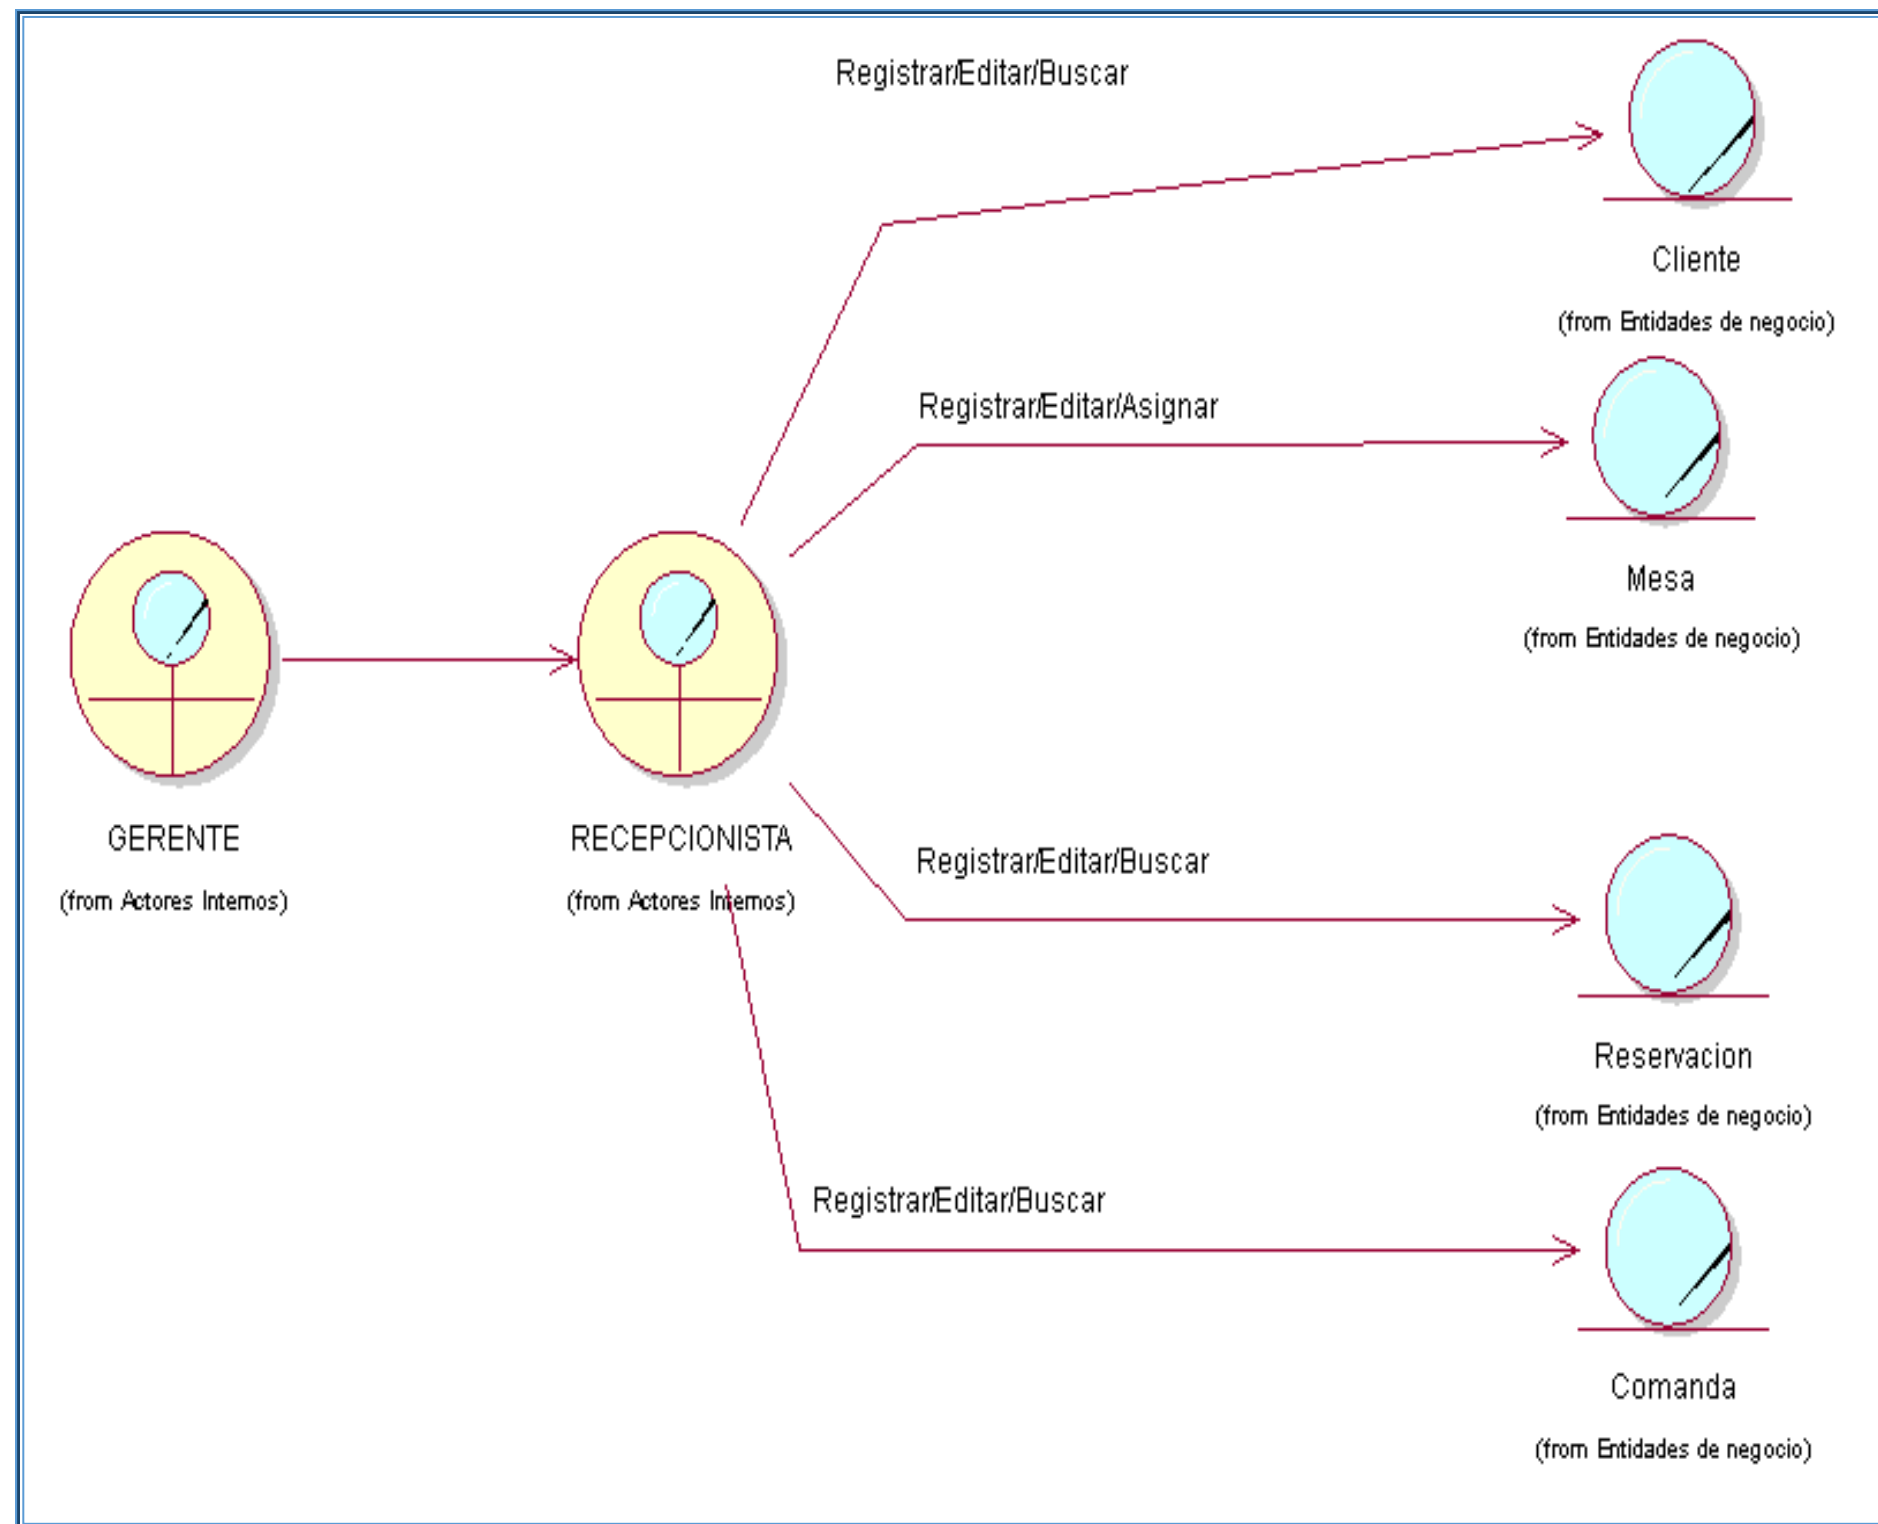 Registrar/Editar/Buscar
Cliente
(from Entidades de negocio)
Registrar/Editar/Asignar
Mesa
(from Entidades de negocio)
GERENTE
(from Actores Internos)
RECEPCIONISTA
(from Actores Internos)
Registrar/Editar/Buscar
Reservacion
(from Entidades de negocio)
Registrar/Editar/Buscar
Comanda
(from Entidades de negocio)